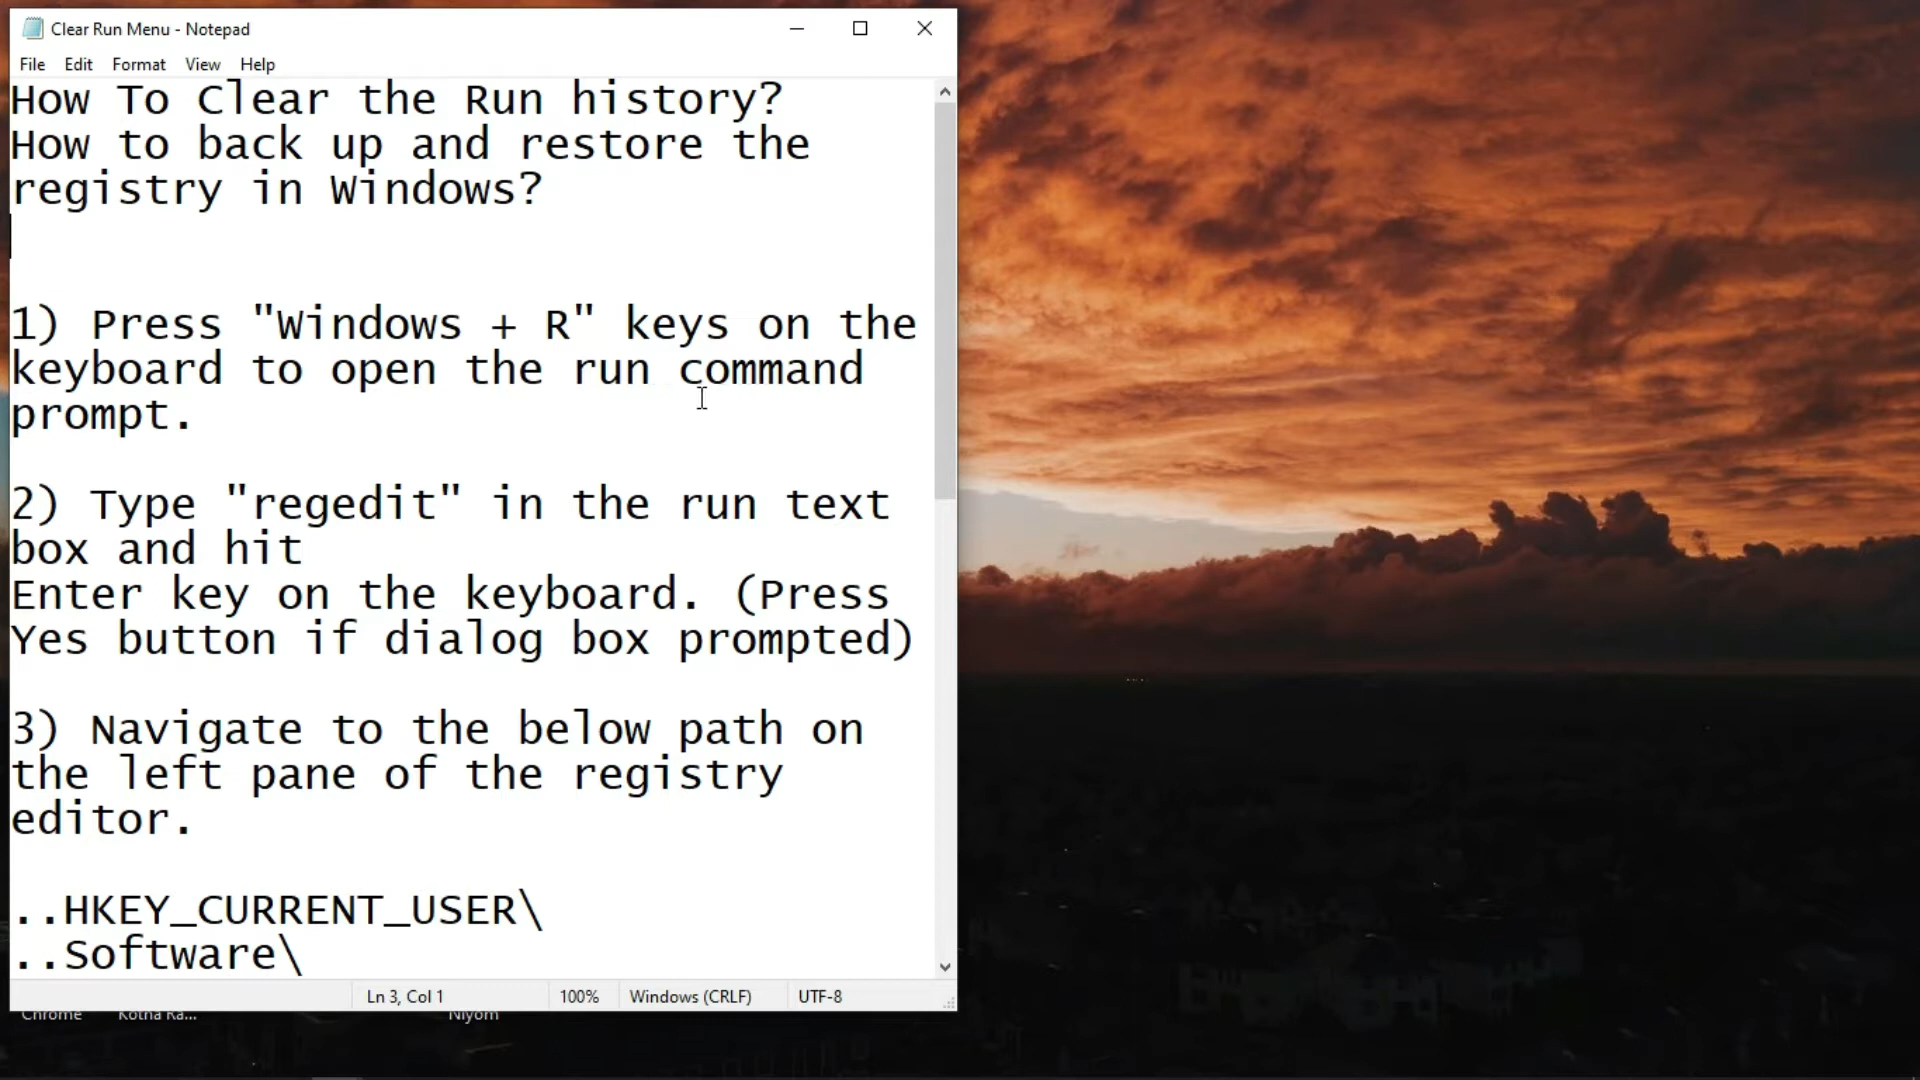 Clear Run Menu - Notepad
File Edit Format View Help
How To Clear the Run history?
How to back up and restore the
registry in Windows?
1) Press "Windows + R" keys on the
keyboard to open the run command
prompt.
2) Type "regedit" in the run text
box and hit
Enter key on the keyboard. (Press
Yes button if dialog box prompted)
3) Navigate to the below path on
the left pane of the registry
editor.
..HKEY_CURRENT_USER\
..Software\
Ln 3, Col 1 100% Windows (CRLF) UTF-8
Chrome Kotha Ra... Niyom